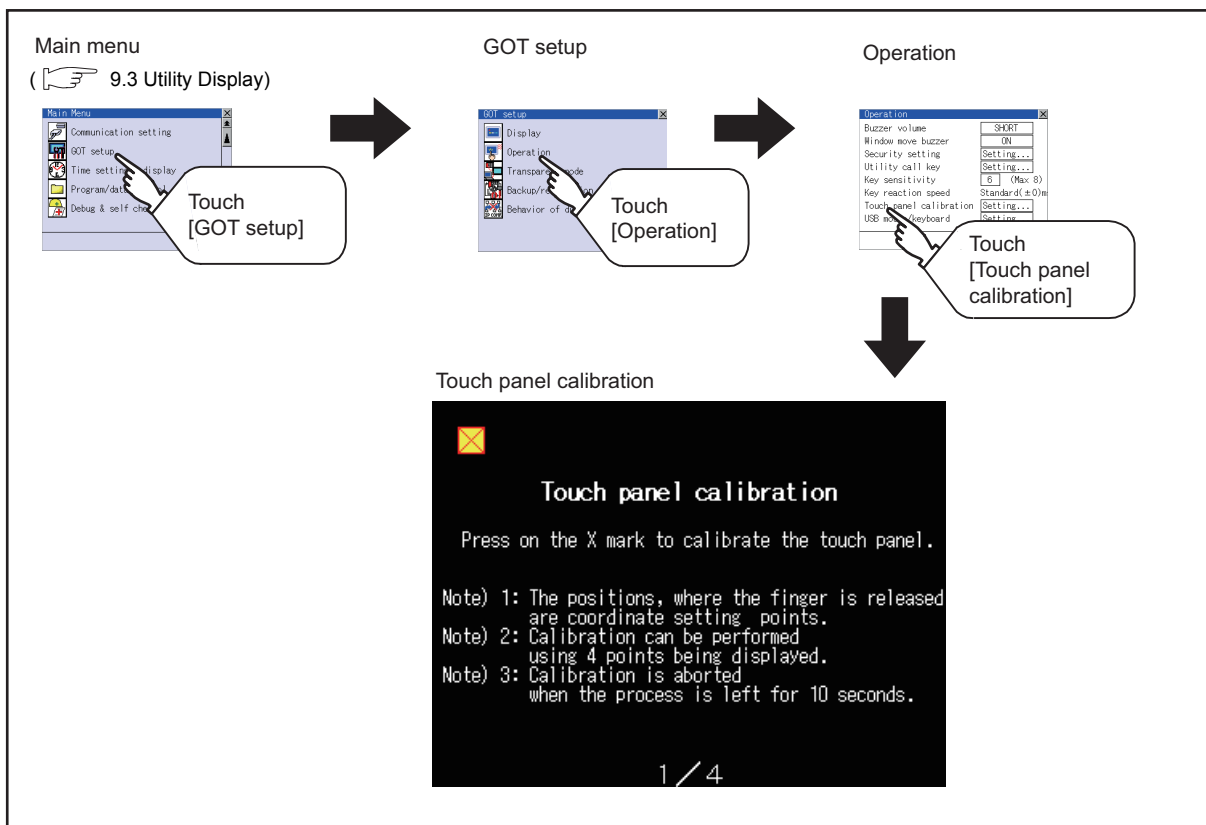 Main menu
( 9.3 Utility Display)
Main Menu
Communication setting
GOT setup
Time setting display
Program/data
Debug & self
Touch
[GOT setup]
GOT setup
GOT setup
Display
Operation
Transparent mode
Behavior of
Touch
[Operation]
Operation
Operation
Buzzer volume SHORT
Window move buzzer ON
Security setting Setting...
Utility call key Setting...
Key sensitivity 6 (Max 8)
Key reaction speed Standard(±0)m
Touch panel calibration Setting...
USB mouse/keyboard Setting
Touch
[Touch panel
calibration]
Touch panel calibration
Touch panel calibration
Press on the X mark to calibrate the touch panel.
Note) 1: The positions, where the finger is released
are coordinate setting points.
Note) 2: Calibration can be performed
using 4 points being displayed.
Note) 3: Calibration is aborted
when the process is left for 10 seconds.
1/4